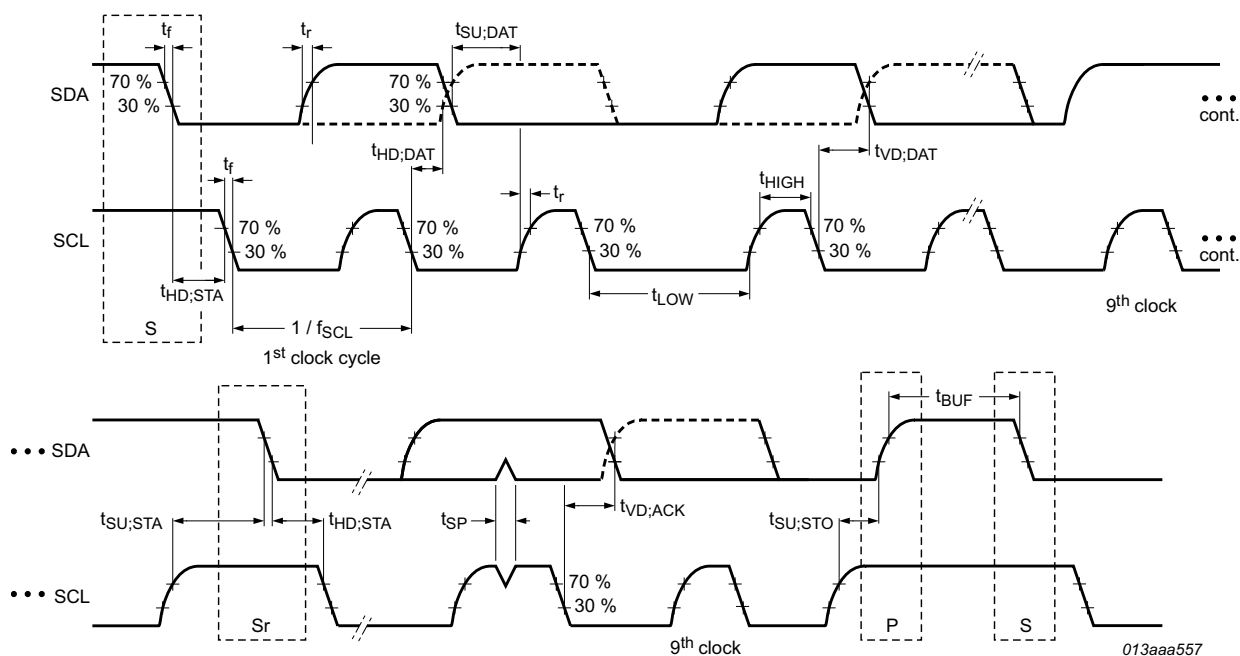 tf tr tSU;DAT
SDA 70 % 70 %
30 % 30 %
• • •
cont.
tf tHD;DAT tr tHIGH tVD;DAT
SCL 70 % 70 % 70 % 70 %
30 % 30 % 30 % 30 %
• • •
cont.
tHD;STA tLOW
S 1 / fSCL 9th clock
1st clock cycle
tBUF
• • • SDA
tSU;STA tHD;STA tSP tVD;ACK tSU;STO
• • • SCL 70 %
30 %
Sr P S
9th clock
013aaa557